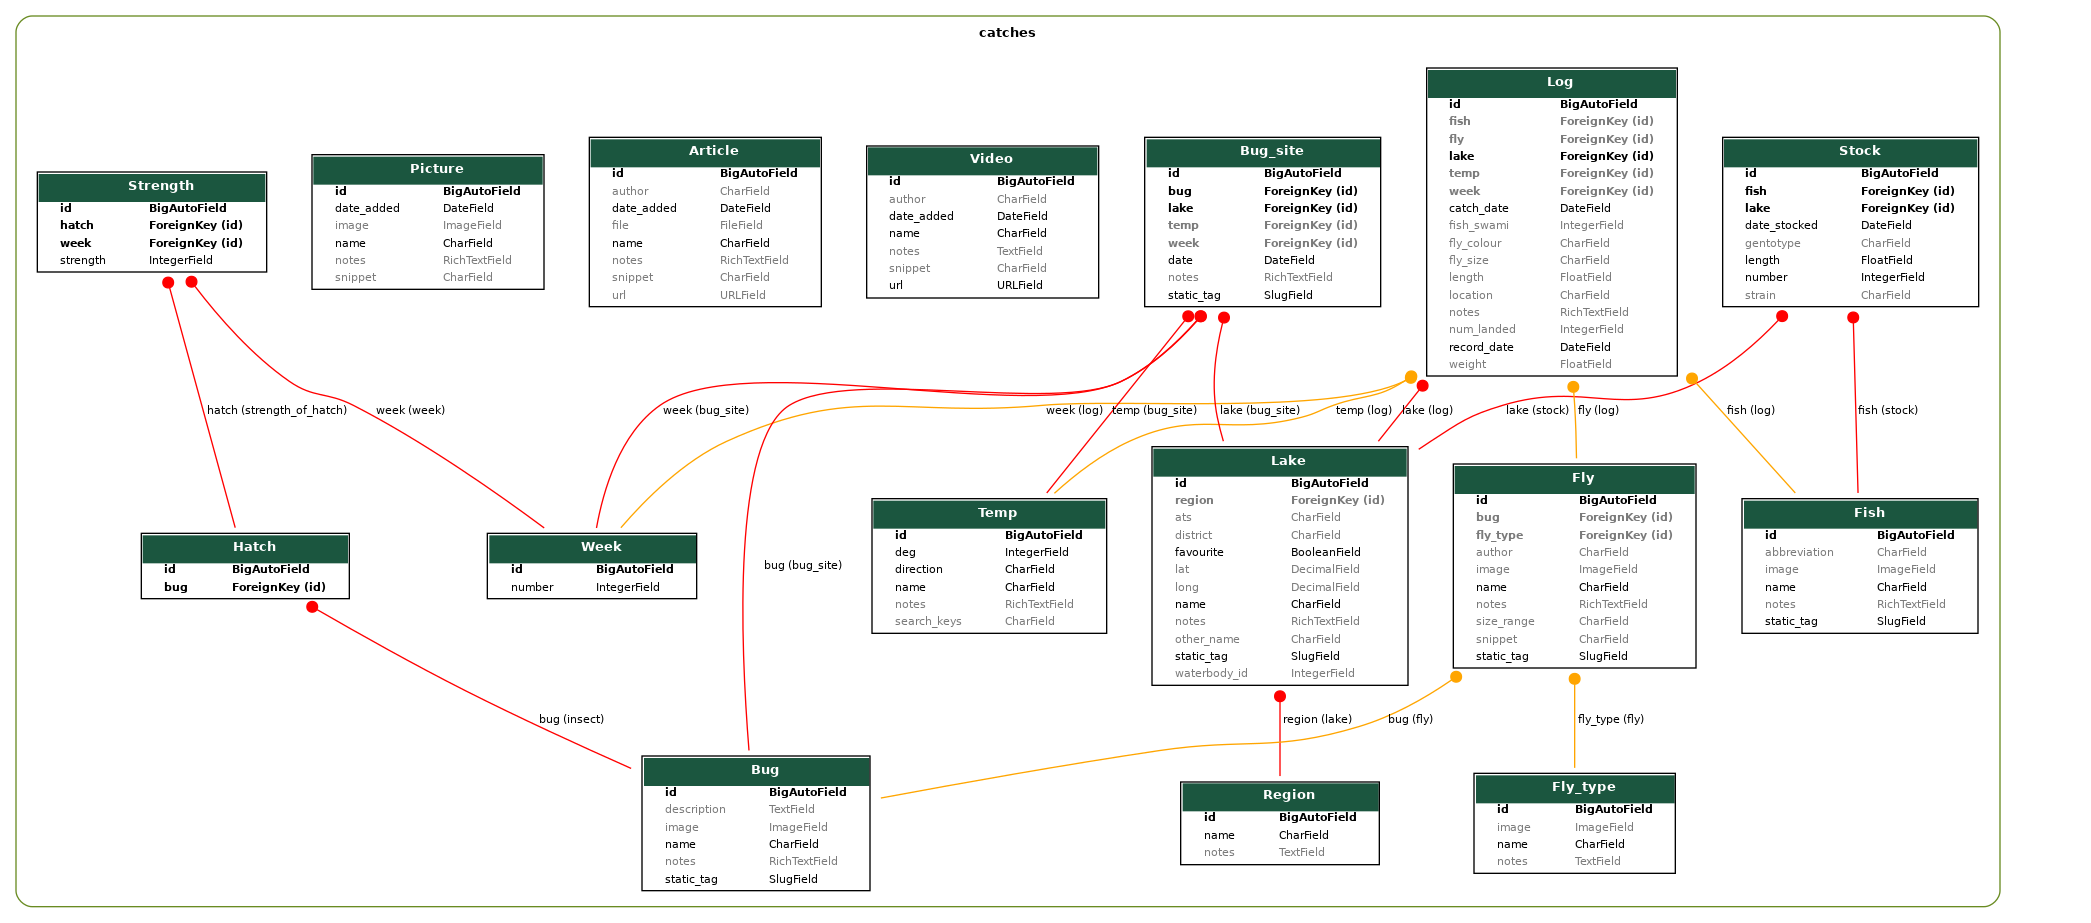 catches
Log
id BigAutoField
fish ForeignKey (id)
fly ForeignKey (id)
lake ForeignKey (id)
temp ForeignKey (id)
week ForeignKey (id)
catch_date DateField
fish_swami IntegerField
fly_colour CharField
fly_size CharField
length FloatField
location CharField
notes RichTextField
num_landed IntegerField
record_date DateField
weight FloatField
Strength
id BigAutoField
hatch ForeignKey (id)
week ForeignKey (id)
strength IntegerField
Picture
id BigAutoField
date_added DateField
image ImageField
name CharField
notes RichTextField
snippet CharField
Article
id BigAutoField
author CharField
date_added DateField
file FileField
name CharField
notes RichTextField
snippet CharField
url URLField
Video
id BigAutoField
author CharField
date_added DateField
name CharField
notes TextField
snippet CharField
url URLField
Bug_site
id BigAutoField
bug ForeignKey (id)
lake ForeignKey (id)
temp ForeignKey (id)
week ForeignKey (id)
date DateField
notes RichTextField
static_tag SlugField
Stock
id BigAutoField
fish ForeignKey (id)
lake ForeignKey (id)
date_stocked DateField
gentotype CharField
length FloatField
number IntegerField
strain CharField
hatch (strength_of_hatch)
week (week)
week (bug_site)
week (log)
temp (bug_site)
lake (bug_site)
temp (log)
lake (log)
lake (stock)
fly (log)
fish (log)
fish (stock)
Hatch
id BigAutoField
bug ForeignKey (id)
Week
id BigAutoField
number IntegerField
bug (bug_site)
Temp
id BigAutoField
deg IntegerField
direction CharField
name CharField
notes RichTextField
search_keys CharField
Lake
id BigAutoField
region ForeignKey (id)
ats CharField
district CharField
favourite BooleanField
lat DecimalField
long DecimalField
name CharField
notes RichTextField
other_name CharField
static_tag SlugField
waterbody_id IntegerField
Fly
id BigAutoField
bug ForeignKey (id)
fly_type ForeignKey (id)
author CharField
image ImageField
name CharField
notes RichTextField
size_range CharField
snippet CharField
static_tag SlugField
Fish
id BigAutoField
abbreviation CharField
image ImageField
name CharField
notes RichTextField
static_tag SlugField
bug (insect)
region (lake)
bug (fly)
fly_type (fly)
Bug
id BigAutoField
description TextField
image ImageField
name CharField
notes RichTextField
static_tag SlugField
Region
id BigAutoField
name CharField
notes TextField
Fly_type
id BigAutoField
image ImageField
name CharField
notes TextField